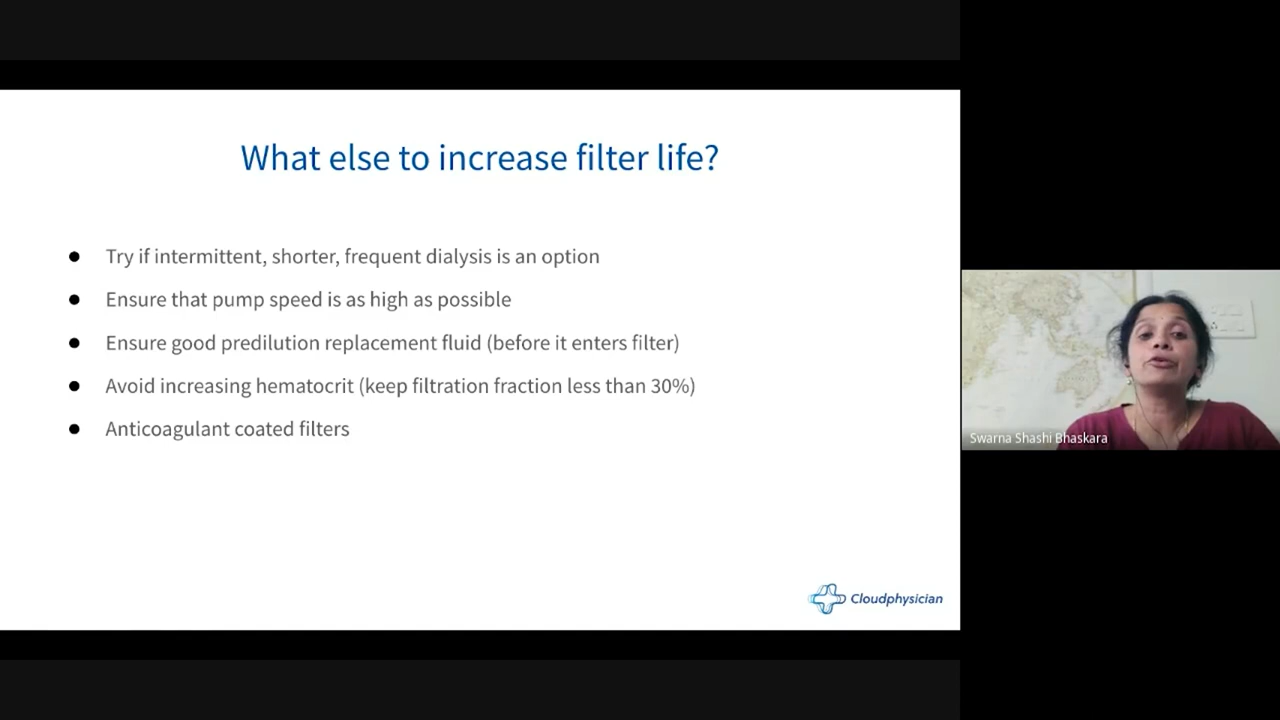 What else to increase filter life?
● Try if intermittent, shorter, frequent dialysis is an option
● Ensure that pump speed is as high as possible
● Ensure good predilution replacement fluid (before it enters filter)
● Avoid increasing hematocrit (keep filtration fraction less than 30%)
● Anticoagulant coated filters
Cloudphysician
Swarna Shashi Bhaskara